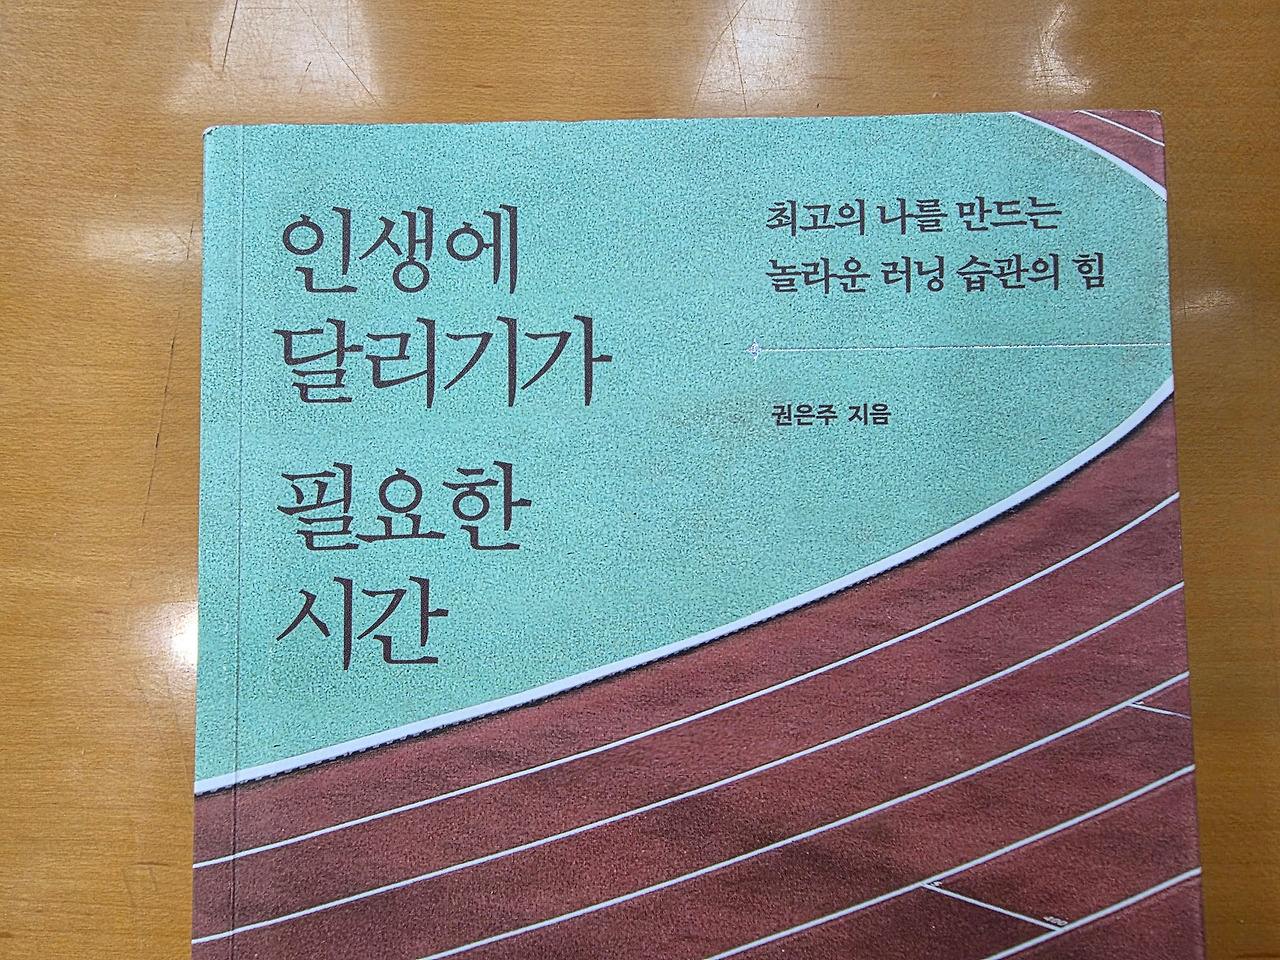 인생에
달리기가
필요한
시간
최고의 나를 만드는
놀라운 러닝 습관의 힘
권은주 지음